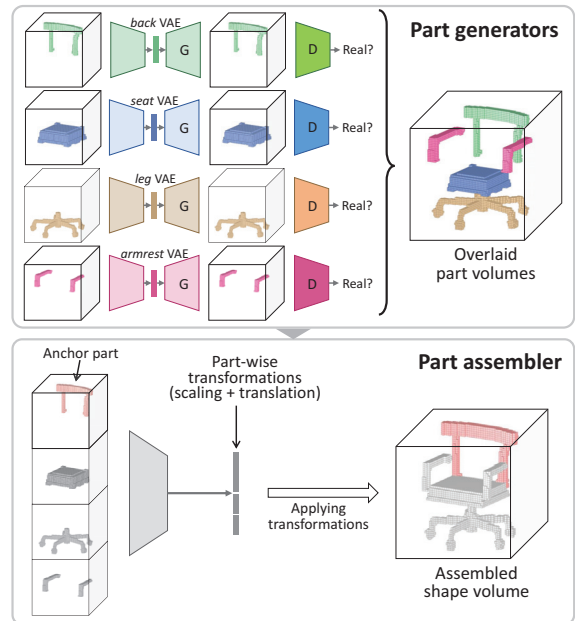 Part generators
back VAE
G
D
Real?
seat VAE
G
D
Real?
leg VAE
G
D
Real?
armrest VAE
G
D
Real?
Overlaid
part volumes
Part assembler
Anchor part
Part-wise
transformations
(scaling + translation)
Applying
transformations
Assembled
shape volume